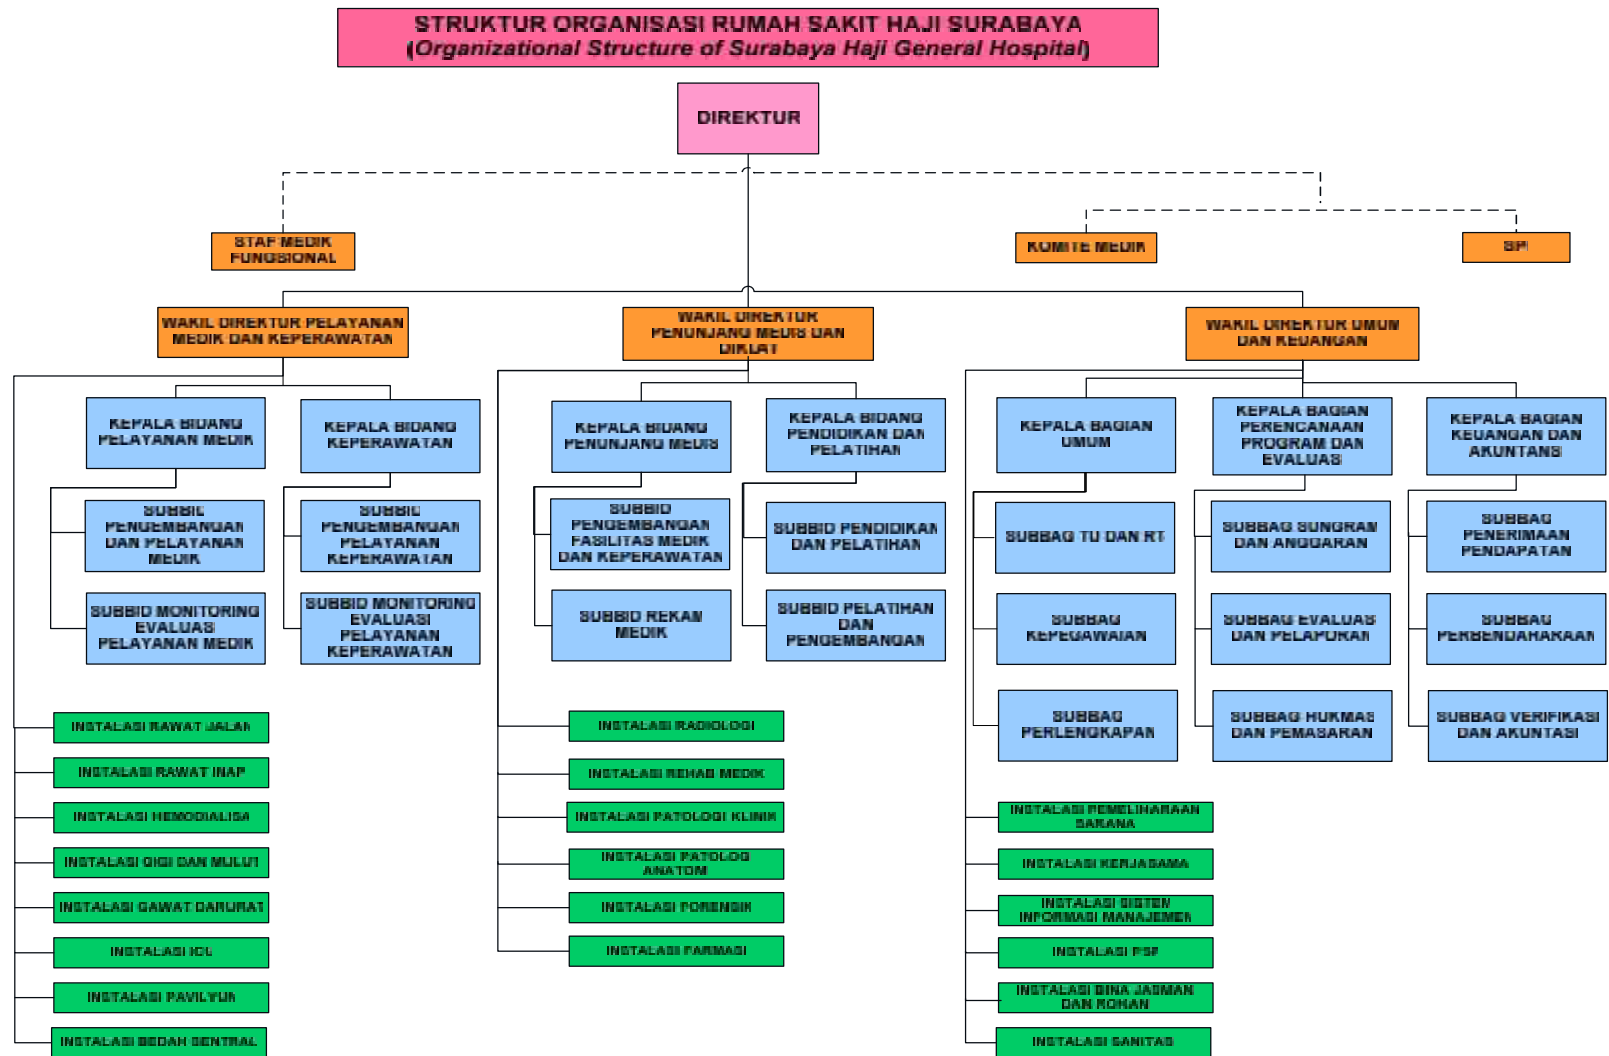 STRUKTUR ORGANISASI RUMAH SAKIT HAJI SURABAYA
(Organizational Structure of Surabaya Haji General Hospital)
DIREKTUR
STAF MEDIK
FUNGSIONAL
KOMITE MEDIK
SPI
WAKIL DIREKTUR PELAYANAN
MEDIK DAN KEPERAWATAN
WAKIL DIREKTUR
PENUNJANG MEDIS DAN
DIKLAT
WAKIL DIREKTUR UMUM
DAN KEUANGAN
KEPALA BIDANG
PELAYANAN MEDIK
KEPALA BIDANG
KEPERAWATAN
KEPALA BIDANG
PENUNJANG MEDIS
KEPALA BIDANG
PENDIDIKAN DAN
PELATIHAN
KEPALA BAGIAN
UMUM
KEPALA BAGIAN
PERENCANAAN
PROGRAM DAN
EVALUAS
KEPALA BAGIAN
KEUANGAN DAN
AKUNTANS
SUBBID
PENGEMBANGAN
DAN PELAYANAN
MEDIK
SUBBID
PENGEMBANGAN
PELAYANAN
KEPERAWATAN
SUBBID
PENGEMBANGAN
FASILITAS MEDIK
DAN KEPERAWATAN
SUBBID PENDIDIKAN
DAN PELATIHAN
SUBBAG TU DAN RT
SUBBAG SUNGRAM
DAN ANGGARAN
SUBBAG
PENERIMAAN
PENDAPATAN
SUBBID MONITORING
EVALUAS
PELAYANAN MEDIK
SUBBID MONITORING
EVALUASI
PELAYANAN
KEPERAWATAN
SUBBID REKAM
MEDIK
SUBBID PELATIHAN
DAN
PENGEMBANGAN
SUBBAG
KEPEGAWAIAN
SUBBAG EVALUAS
DAN PELAPORAN
SUBBAG
PERBENDAHARAAN
SUBBAG
PERLENGKAPAN
SUBBAG HUKMAS
DAN PEMASARAN
SUBBAG VERIFIKASI
DAN AKUNTASI
INSTALASI RAWAT JALAN
INSTALASI RAWAT INAP
INSTALASI HEMODIALISA
INSTALASI GIGI DAN MULUT
INSTALASI GAWAT DARURAT
INSTALASI ICU
INSTALASI PAVILYUN
INSTALASI BEDAH SENTRAL
INSTALASI RADIOLOGI
INSTALASI REHAB MEDIK
INSTALASI PATOLOGI KLINIK
INSTALASI PATOLOG
ANATOM
INSTALASI FORENSIK
INSTALASI FARMASI
INSTALASI PEMELIHARAAN
SARANA
INSTALASI KERJASAMA
INSTALASI SISTEM
INFORMASI MANAJEMEN
INSTALASI
INSTALASI BINA JASMAN
DAN ROHAN
INSTALASI SANITAS